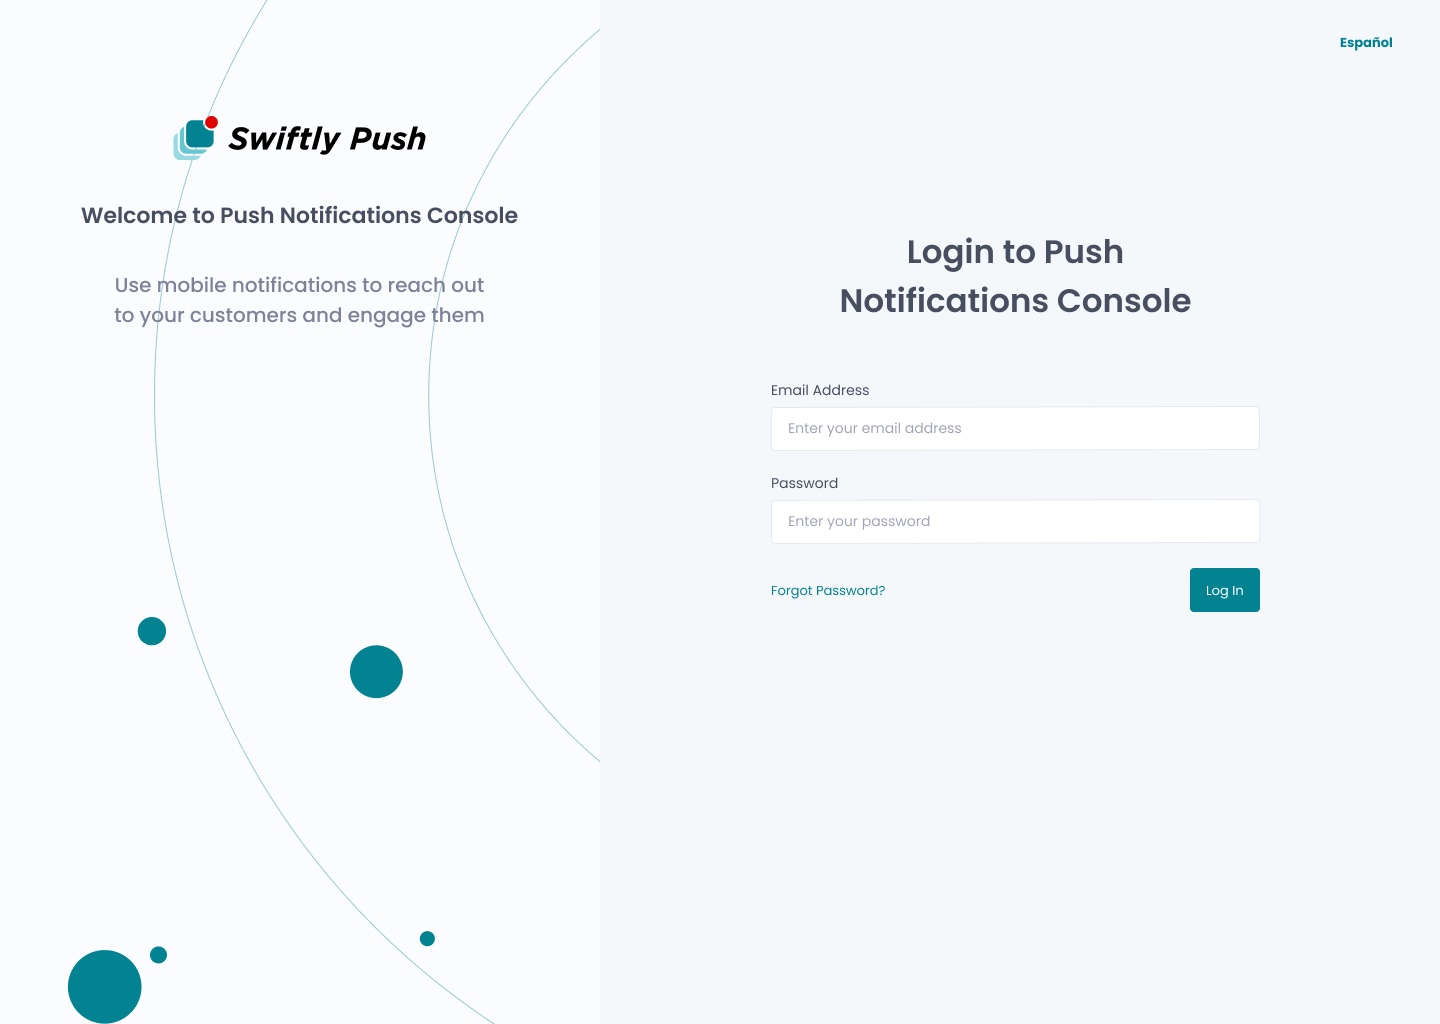 Español
Swiftly Push
Welcome to Push Notifications Console
Use mobile notifications to reach out
to your customers and engage them
Login to Push
Notifications Console
Email Address
Enter your email address
Password
Enter your password
Forgot Password?
Log In